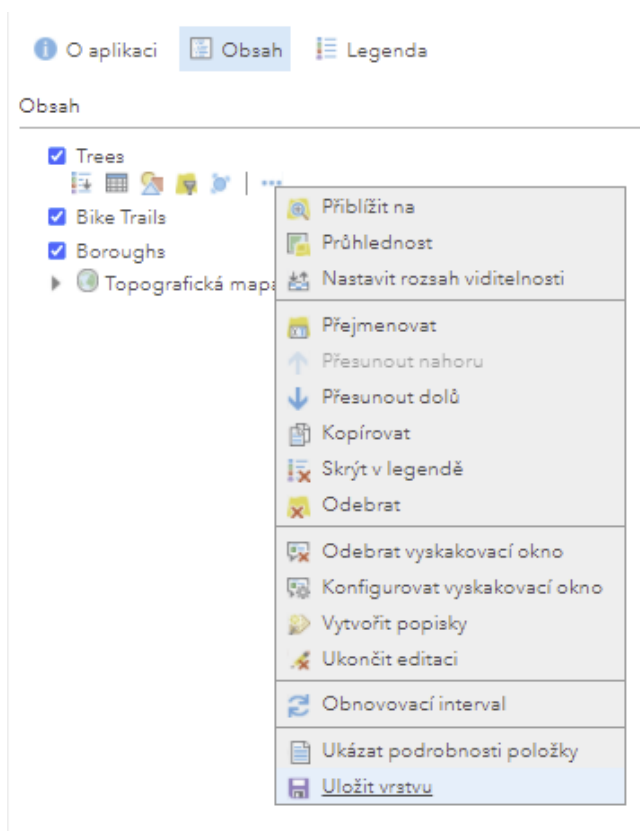 O aplikaci Obsah Legenda
Obsah
Trees
Bike Trails
Boroughs
Topografická mapa
Přiblížit na
Průhlednost
Nastavit rozsah viditelnosti
Přejmenovat
Přesunout nahoru
Přesunout dolů
Kopírovat
Skrýt v legendě
Odebrat
Odebrat vyskakovací okno
Konfigurovat vyskakovací okno
Vytvořit popisky
Ukončit editaci
Obnovovací interval
Ukázat podrobnosti položky
Uložit vrstvu